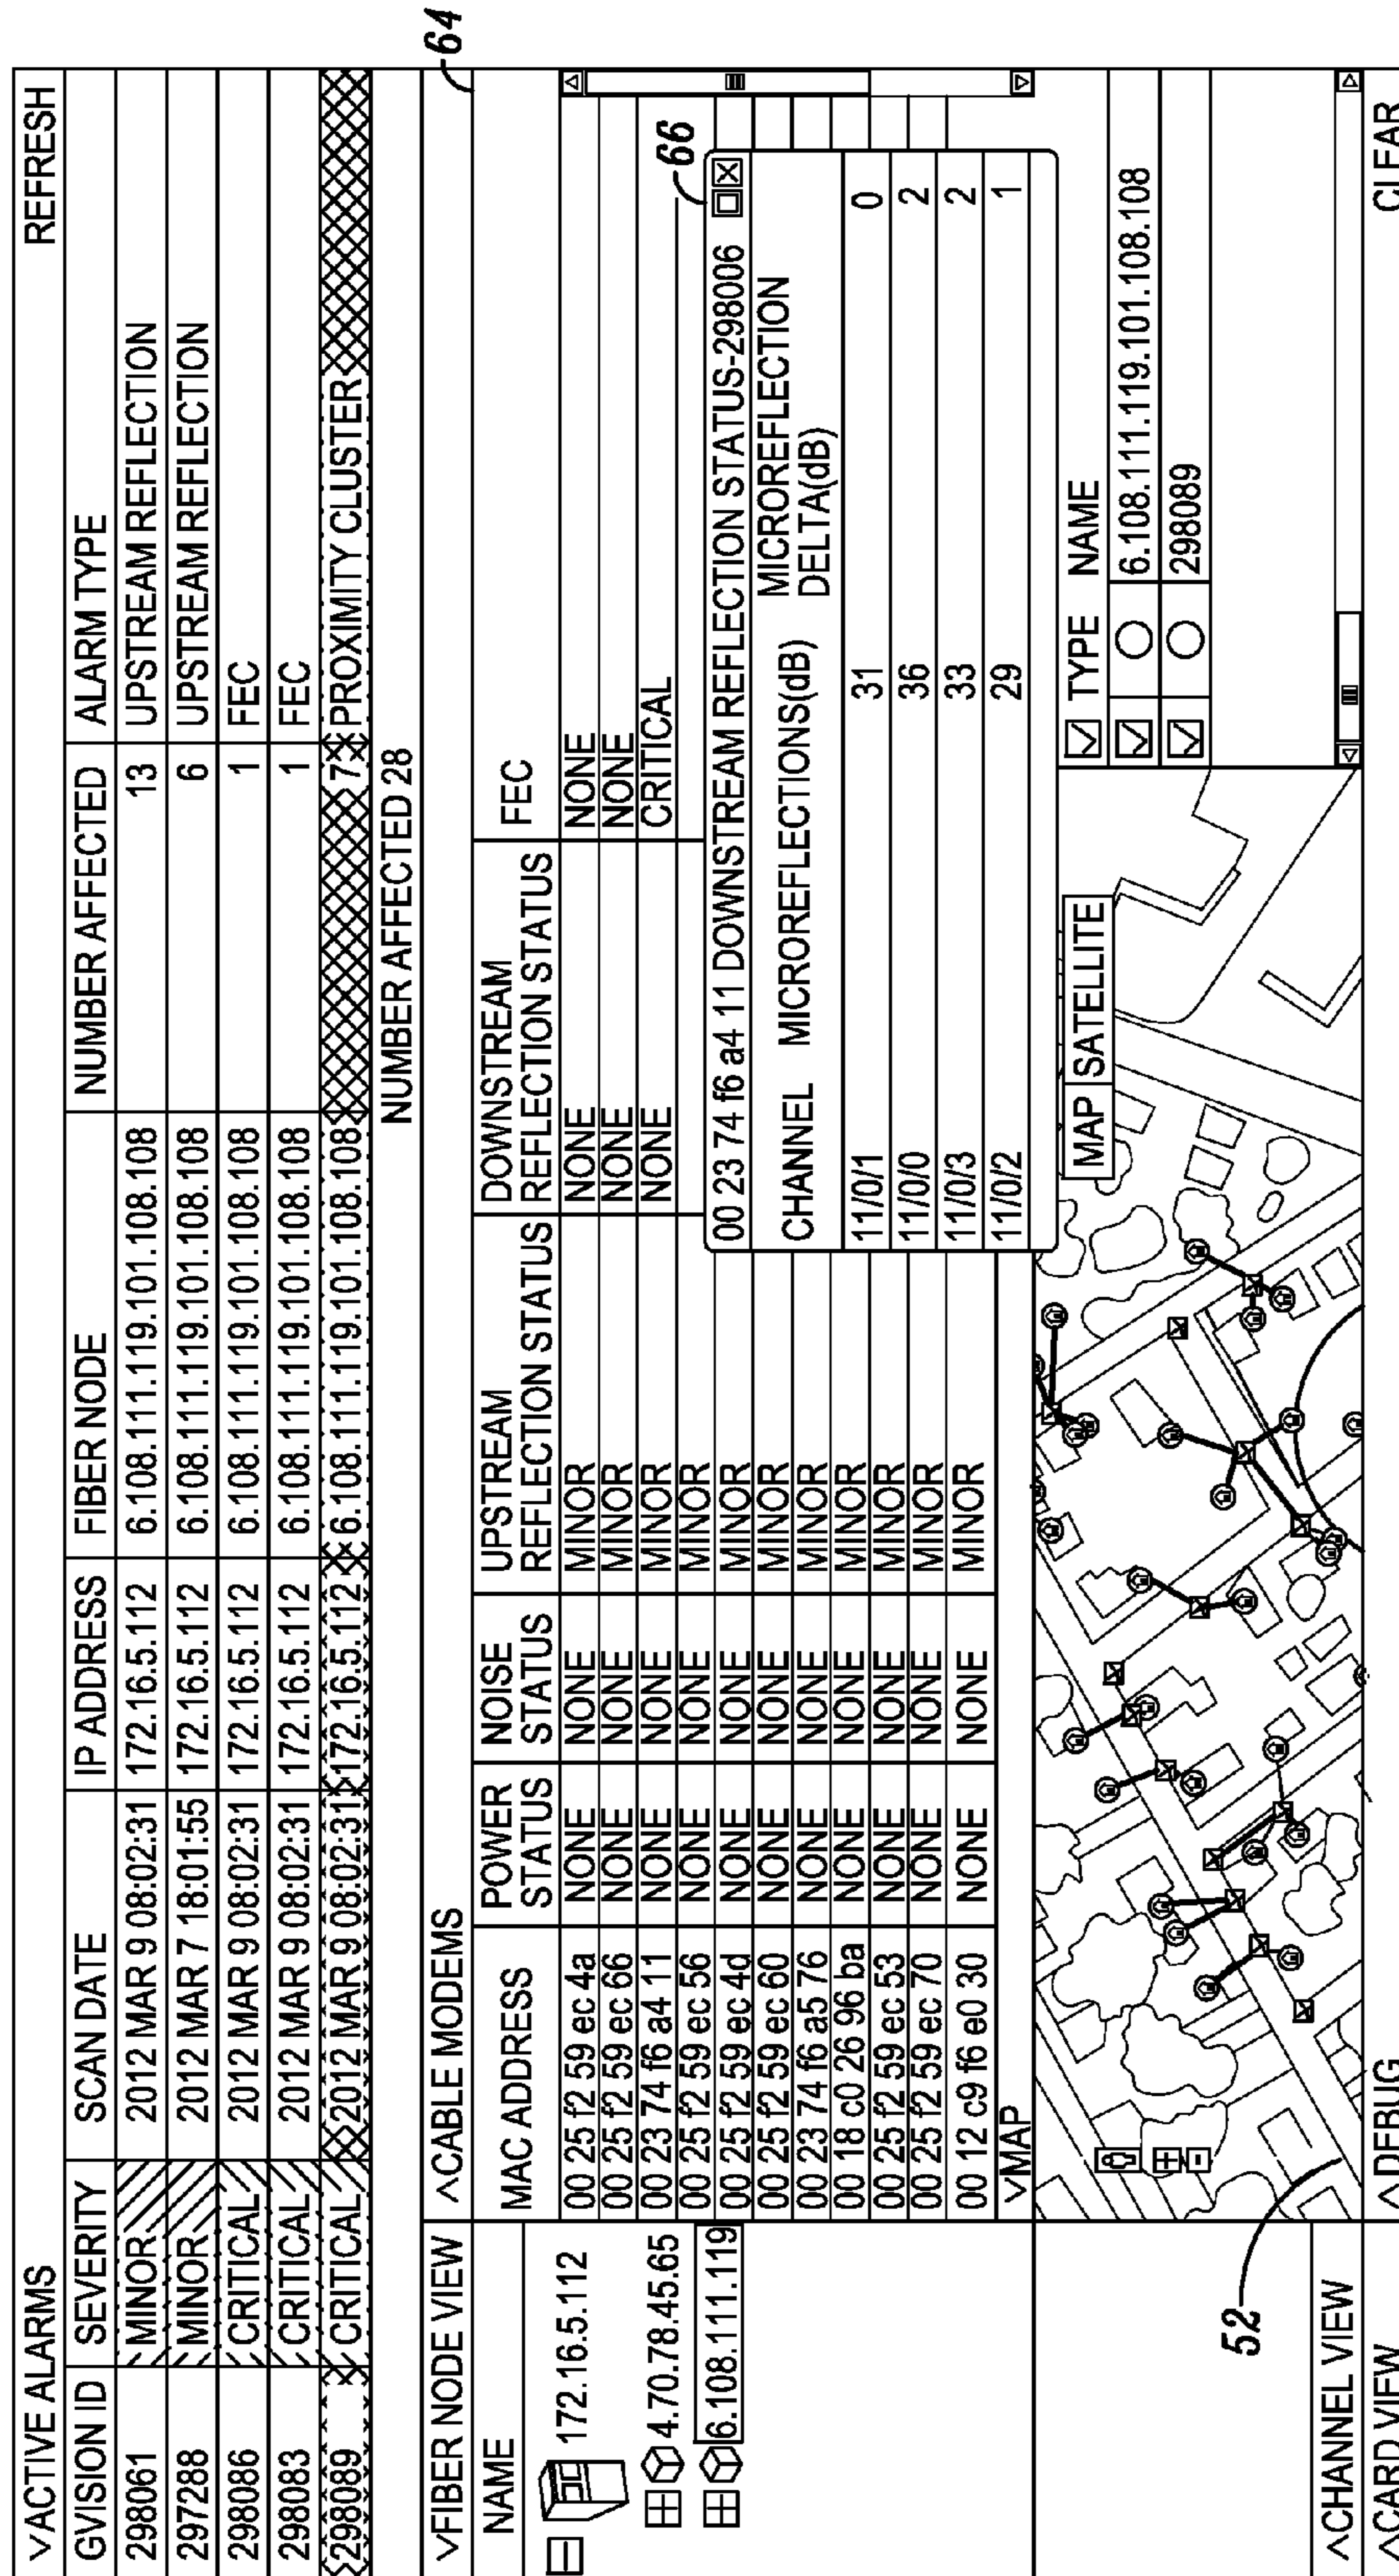 ∨ACTIVE ALARMS REFRESH
GVISION ID SEVERITY SCAN DATE IP ADDRESS FIBER NODE NUMBER AFFECTED ALARM TYPE
298061 MINOR 2012 MAR 9 08:02:31 172.16.5.112 6.108.111.119.101.108.108 13 UPSTREAM REFLECTION
297288 MINOR 2012 MAR 7 18:01:55 172.16.5.112 6.108.111.119.101.108.108 6 UPSTREAM REFLECTION
298086 CRITICAL 2012 MAR 9 08:02:31 172.16.5.112 6.108.111.119.101.108.108 1 FEC
298083 CRITICAL 2012 MAR 9 08:02:31 172.16.5.112 6.108.111.119.101.108.108 1 FEC
298089 CRITICAL 2012 MAR 9 08:02:31 172.16.5.112 6.108.111.119.101.108.108 7 PROXIMITY CLUSTER
NUMBER AFFECTED 28
64
∨FIBER NODE VIEW
NAME
172.16.5.112
4.70.78.45.65
6.108.111.119
∧CABLE MODEMS
MAC ADDRESS POWER STATUS NOISE STATUS UPSTREAM REFLECTION STATUS DOWNSTREAM REFLECTION STATUS FEC
00 25 f2 59 ec 4a NONE NONE MINOR NONE NONE
00 25 f2 59 ec 66 NONE NONE MINOR NONE NONE
00 23 74 f6 a4 11 NONE NONE MINOR NONE CRITICAL
00 25 f2 59 ec 56 NONE NONE MINOR
00 25 f2 59 ec 4d NONE NONE MINOR
00 25 f2 59 ec 60 NONE NONE MINOR
00 23 74 f6 a5 76 NONE NONE MINOR
00 18 c0 26 96 ba NONE NONE MINOR
00 25 f2 59 ec 53 NONE NONE MINOR
00 25 f2 59 ec 70 NONE NONE MINOR
00 12 c9 f6 e0 30 NONE NONE MINOR
66
00 23 74 f6 a4 11 DOWNSTREAM REFLECTION STATUS-298006
CHANNEL MICROREFLECTIONS(dB) MICROREFLECTION DELTA(dB)
11/0/1 31 0
11/0/0 36 2
11/0/3 33 2
11/0/2 29 1
∨MAP
MAP SATELLITE
TYPE NAME
6.108.111.119.101.108.108
298089
52
∧CHANNEL VIEW
∧CARD VIEW
∧DEBUG
CLEAR